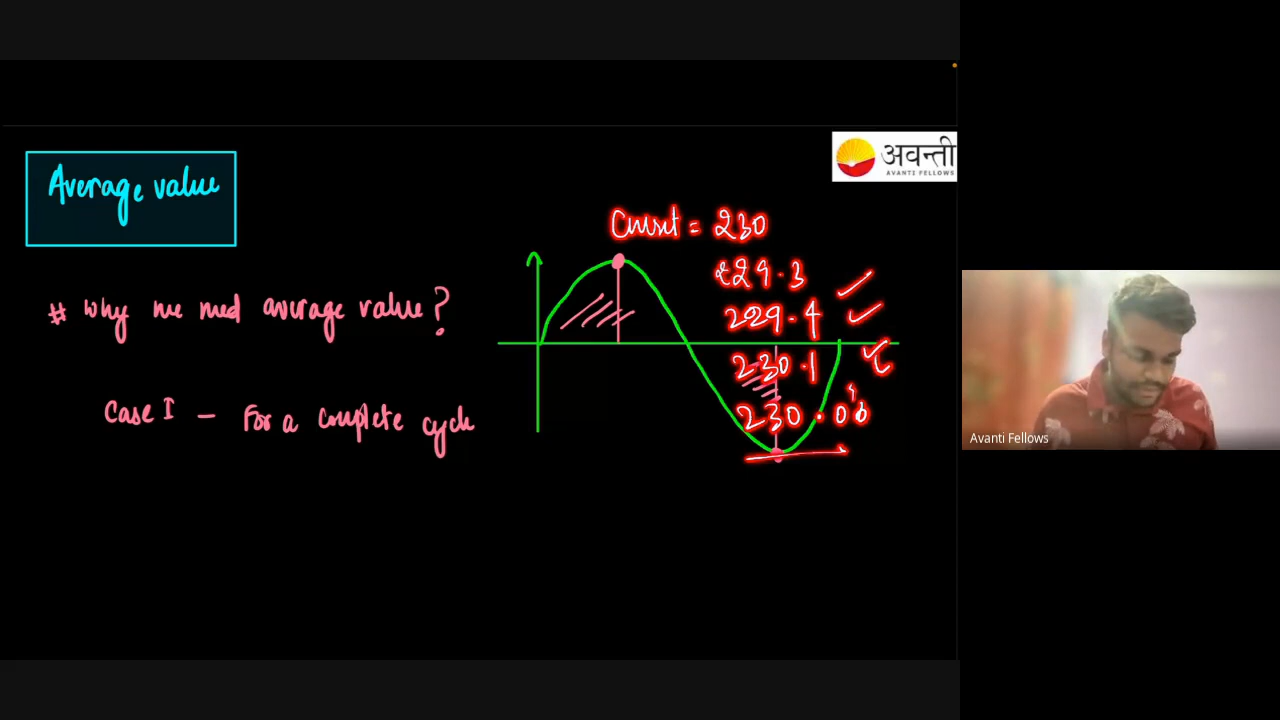 अवन्ती
AVANTI FELLOWS
Average value
Const = 230
229.3
# why we need average value?
229.4
230.1
Case I - For a complete cycle
230.00
Avanti Fellows